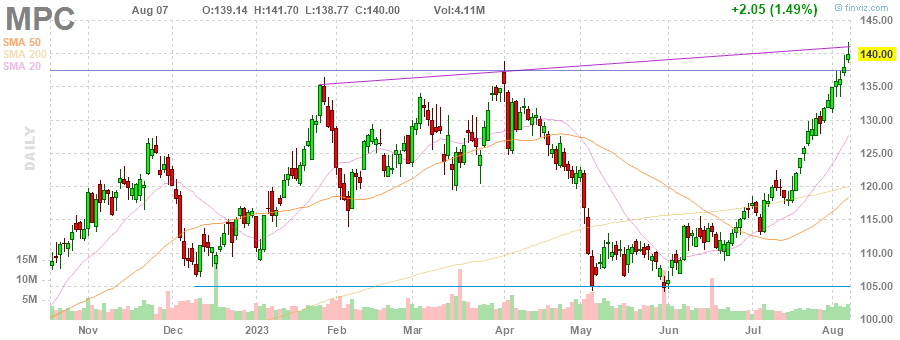 MPC Aug 07 O:139.14 H:141.70 L:138.77 C:140.00 Vol:4.11M +2.05 (1.49%) © finviz.com
SMA 50
SMA 200
SMA 20
DAILY
145.00
140.00
135.00
130.00
125.00
120.00
115.00
110.00
105.00
100.00
15M
10M
5M
Nov Dec 2023 Feb Mar Apr May Jun Jul Aug